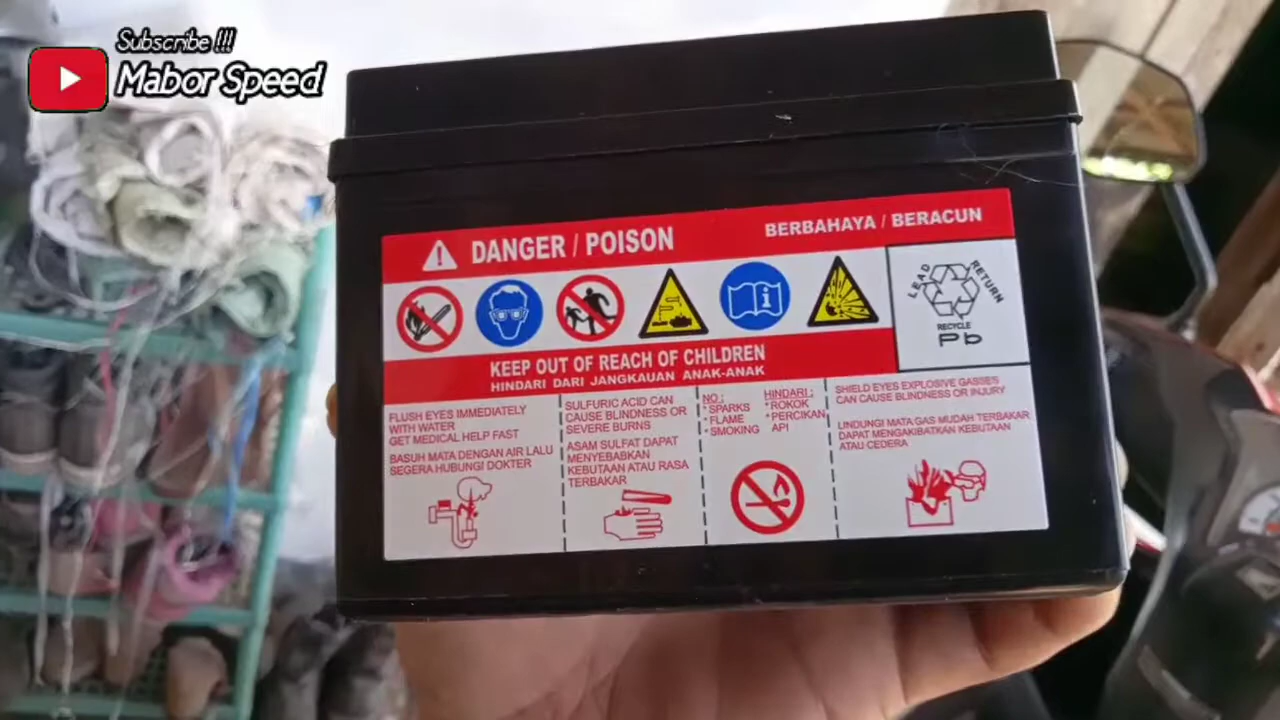 Subscribe !!!
Mabor Speed
DANGER / POISON
BERBAHAYA / BERACUN
LEAD RETURN
RECYCLE
Pb
KEEP OUT OF REACH OF CHILDREN
HINDARI DARI JANGKAUAN ANAK-ANAK
FLUSH EYES IMMEDIATELY
WITH WATER
GET MEDICAL HELP FAST
BASUH MATA DENGAN AIR LALU
SEGERA HUBUNGI DOKTER
SULFURIC ACID CAN
CAUSE BLINDNESS OR
SEVERE BURNS
ASAM SULFAT DAPAT
MENYEBABKAN
KEBUTAAN ATAU RASA
TERBAKAR
NO :
* SPARKS
* FLAME
* SMOKING
HINDARI :
* ROKOK
* PERCIKAN
API
SHIELD EYES EXPLOSIVE GASSES
CAN CAUSE BLINDNESS OR INJURY
LINDUNGI MATA GAS MUDAH TERBAKAR
DAPAT MENGAKIBATKAN KEBUTAAN
ATAU CEDERA